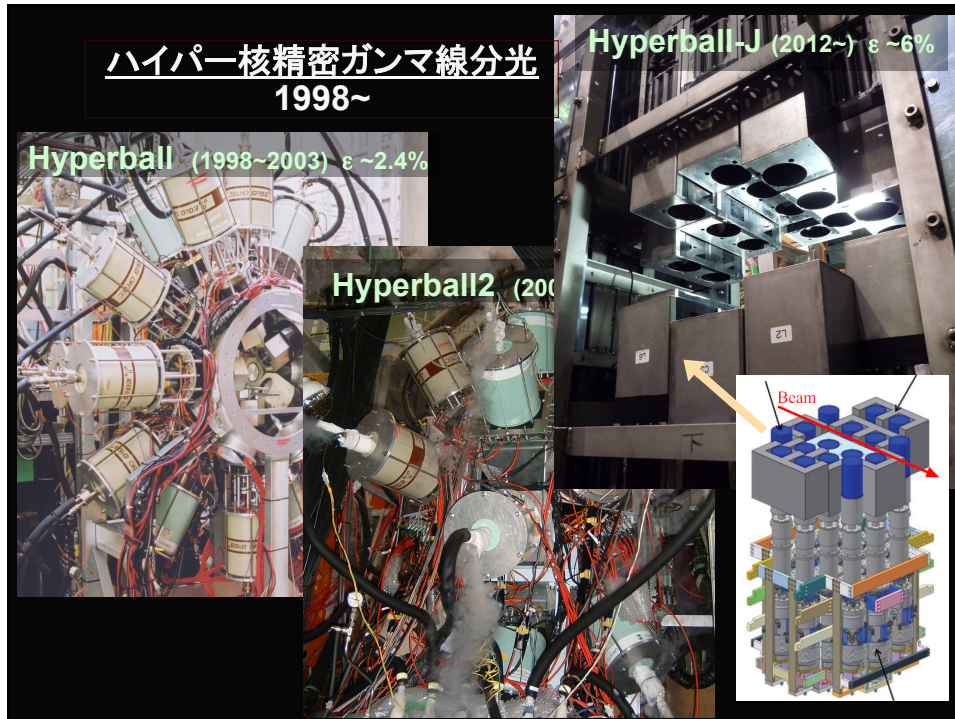 ハイパー核精密ガンマ線分光
1998~
Hyperball (1998~2003) ε ~2.4%
Hyperball2 (200
Hyperball-J (2012~) ε ~6%
L6
L2
Beam